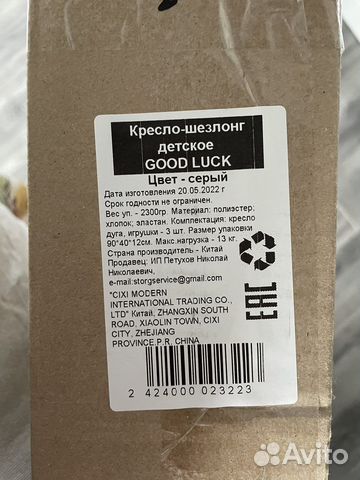 Кресло-шезлонг
детское
GOOD LUCK
Цвет - серый
Дата изготовления 20.05.2022 г
Срок годности не ограничен.
Вес уп. - 2300гр. Материал: полиэстер;
хлопок; эластан. Комплектация: кресло
дуга, игрушки - 3 шт. Размер упаковки
90*40*12см. Макс.нагрузка - 13 кг.
Страна производитель - Китай
Продавец: ИП Петухов Николай
Николаевич,
e-mail:storgservice@gmail.com
"CIXI MODERN
INTERNATIONAL TRADING CO.,
LTD" Китай, ZHANGXIN SOUTH
ROAD, XIAOLIN TOWN, CIXI
CITY, ZHEJIANG
PROVINCE,P.R, CHINA
EAC
2 424000 023223
Avito